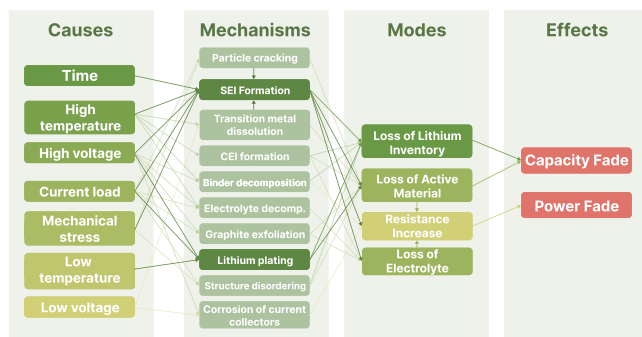 Causes
Time
High
temperature
High voltage
Current load
Mechanical
stress
Low
temperature
Low voltage
Mechanisms
Particle cracking
SEI Formation
Transition metal
dissolution
CEI formation
Binder decomposition
Electrolyte decomp.
Graphite exfoliation
Lithium plating
Structure disordering
Corrosion of current
collectors
Modes
Loss of Lithium
Inventory
Loss of Active
Material
Resistance
Increase
Loss of
Electrolyte
Effects
Capacity Fade
Power Fade